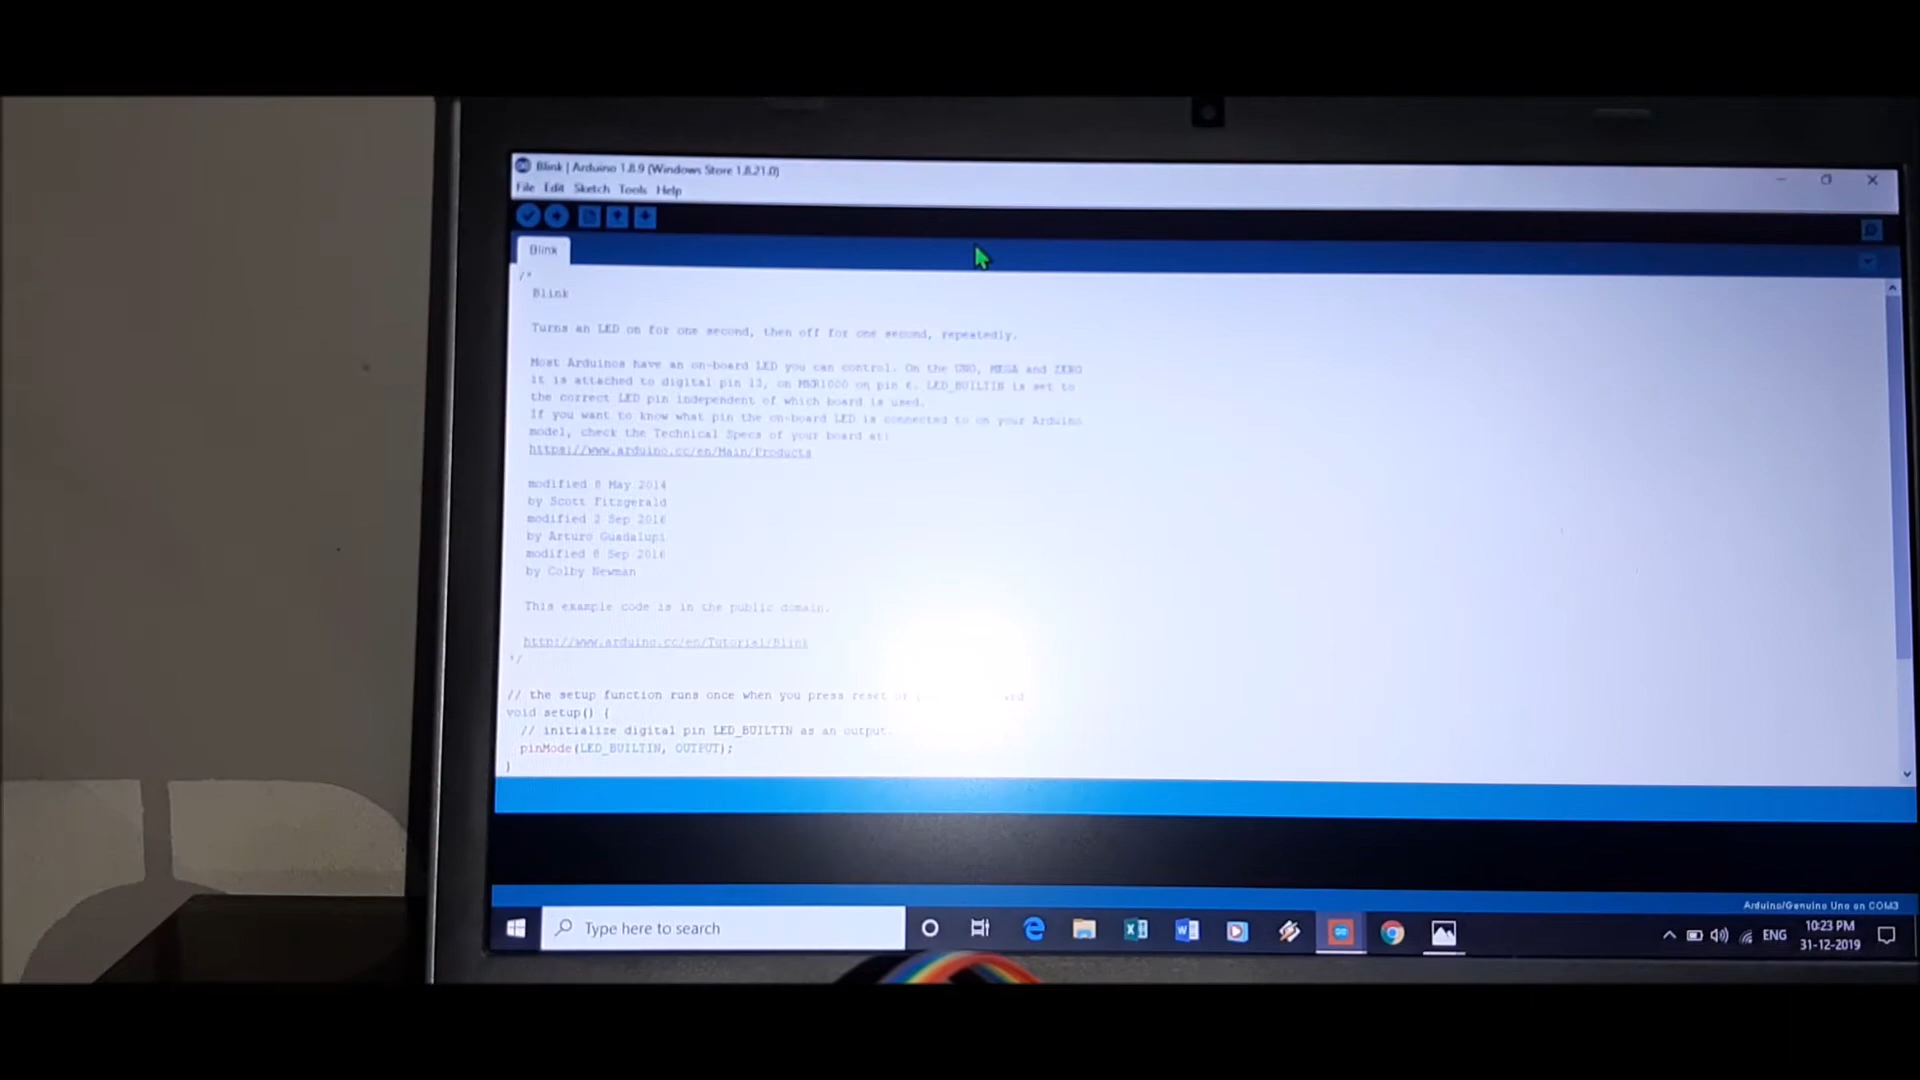 Blink | Arduino 1.8.9 (Windows Store 1.8.21.0)
File Edit Sketch Tools Help
Blink
/*
Blink
Turns an LED on for one second, then off for one second, repeatedly.
Most Arduinos have an on-board LED you can control. On the UNO, MEGA and ZERO
it is attached to digital pin 13, on MKR1000 on pin 6. LED_BUILTIN is set to
the correct LED pin independent of which board is used.
If you want to know what pin the on-board LED is connected to on your Arduino
model, check the Technical Specs of your board at:
https://www.arduino.cc/en/Main/Products
modified 8 May 2014
by Scott Fitzgerald
modified 2 Sep 2016
by Arturo Guadalupi
modified 8 Sep 2016
by Colby Newman
This example code is in the public domain.
http://www.arduino.cc/en/Tutorial/Blink
*/
// the setup function runs once when you press reset or
void setup() {
// initialize digital pin LED_BUILTIN as an output.
pinMode(LED_BUILTIN, OUTPUT);
}
Arduino/Genuino Uno on COM3
Type here to search
ENG
10:23 PM
31-12-2019